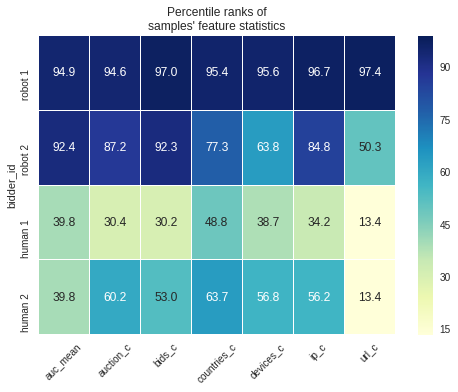 Percentile ranks of
samples' feature statistics
bidder_id
robot 1
94.9 94.6 97.0 95.4 95.6 96.7 97.4
robot 2
92.4 87.2 92.3 77.3 63.8 84.8 50.3
human 1
39.8 30.4 30.2 48.8 38.7 34.2 13.4
human 2
39.8 60.2 53.0 63.7 56.8 56.2 13.4
auc_mean auction_c bids_c countries_c devices_c ip_c url_c
90
75
60
45
30
15